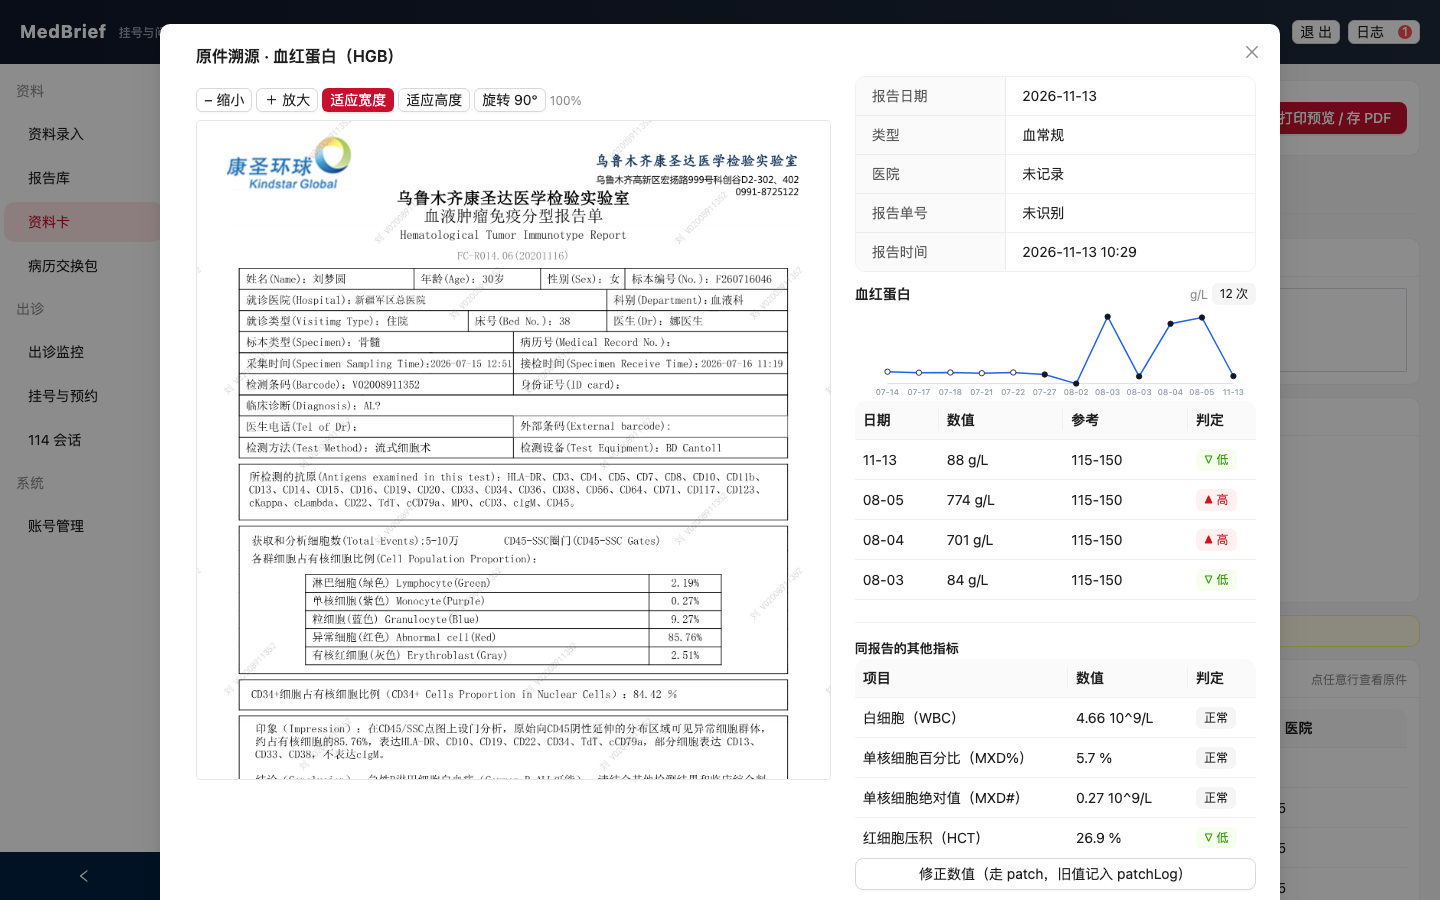 MedBrief
挂号与问
退 出
日志
1
资料
资料录入
报告库
资料卡
病历交换包
出诊
出诊监控
挂号与预约
114 会话
系统
账号管理
原件溯源 · 血红蛋白（HGB）
− 缩小
＋ 放大
适应宽度
适应高度
旋转 90°
100%
康圣环球
Kindstar Global
乌鲁木齐康圣达医学检验实验室
乌鲁木齐高新区宏扬路999号科创谷D2-302、402
0991-8725122
乌鲁木齐康圣达医学检验实验室
血液肿瘤免疫分型报告单
Hematological Tumor Immunotype Report
FC-R014.06(20201116)
姓名(Name): 刘梦圆
年龄(Age): 30岁
性别(Sex): 女
标本编号(No.): F260716046
就诊医院(Hospital): 新疆军区总医院
科别(Department): 血液科
就诊类型(Visitimg Type): 住院
床号(Bed No.): 38
医生(Dr): 娜医生
标本类型(Specimen): 骨髓
病历号(Medical Record No.):
采集时间(Specimen Sampling Time):2026-07-15 12:51
接检时间(Specimen Receive Time):2026-07-16 11:19
检测条码(Barcode): V02008911352
身份证号(ID card):
临床诊断(Diagnosis): AL?
医生电话(Tel of Dr):
外部条码(External barcode):
检测方法(Test Method): 流式细胞术
检测设备(Test Equipment): BD Cantoll
所检测的抗原(Antigens examined in this test): HLA-DR、CD3、CD4、CD5、CD7、CD8、CD10、CD11b、
CD13、CD14、CD15、CD16、CD19、CD20、CD33、CD34、CD36、CD38、CD56、CD64、CD71、CD117、CD123、
cKappa、cLambda、CD22、TdT、cCD79a、MPO、cCD3、cIgM、CD45。
获取和分析细胞数(Total Events):5-10万
CD45-SSC圈门(CD45-SSC Gates)
各群细胞占有核细胞比例(Cell Population Proportion):
淋巴细胞(绿色) Lymphocyte(Green)
2.19%
单核细胞(紫色) Monocyte(Purple)
0.27%
粒细胞(蓝色) Granulocyte(Blue)
9.27%
异常细胞(红色) Abnormal cell(Red)
85.76%
有核红细胞(灰色) Erythroblast(Gray)
2.51%
CD34+细胞占有核细胞比例（CD34+ Cells Proportion in Nuclear Cells）: 84.42 %
印象（Impression）: 在CD45/SSC点图上设门分析，原始向CD45阴性延伸的分布区域可见异常细胞群体，
约占有核细胞的85.76%，表达HLA-DR、CD10、CD19、CD22、CD34、TdT、cCD79a，部分细胞表达 CD13、
CD33、CD38，不表达cIgM。
报告日期
2026-11-13
类型
血常规
医院
未记录
报告单号
未识别
报告时间
2026-11-13 10:29
血红蛋白
g/L
12 次
07-14 07-17 07-18 07-21 07-22 07-27 08-02 08-03 08-03 08-04 08-05 11-13
日期 数值 参考 判定
11-13 88 g/L 115-150 ∇ 低
08-05 774 g/L 115-150 ▲ 高
08-04 701 g/L 115-150 ▲ 高
08-03 84 g/L 115-150 ∇ 低
同报告的其他指标
项目 数值 判定
白细胞（WBC） 4.66 10^9/L 正常
单核细胞百分比（MXD%） 5.7 % 正常
单核细胞绝对值（MXD#） 0.27 10^9/L 正常
红细胞压积（HCT） 26.9 % ∇ 低
修正数值（走 patch，旧值记入 patchLog）
打印预览 / 存 PDF
点任意行查看原件
医院